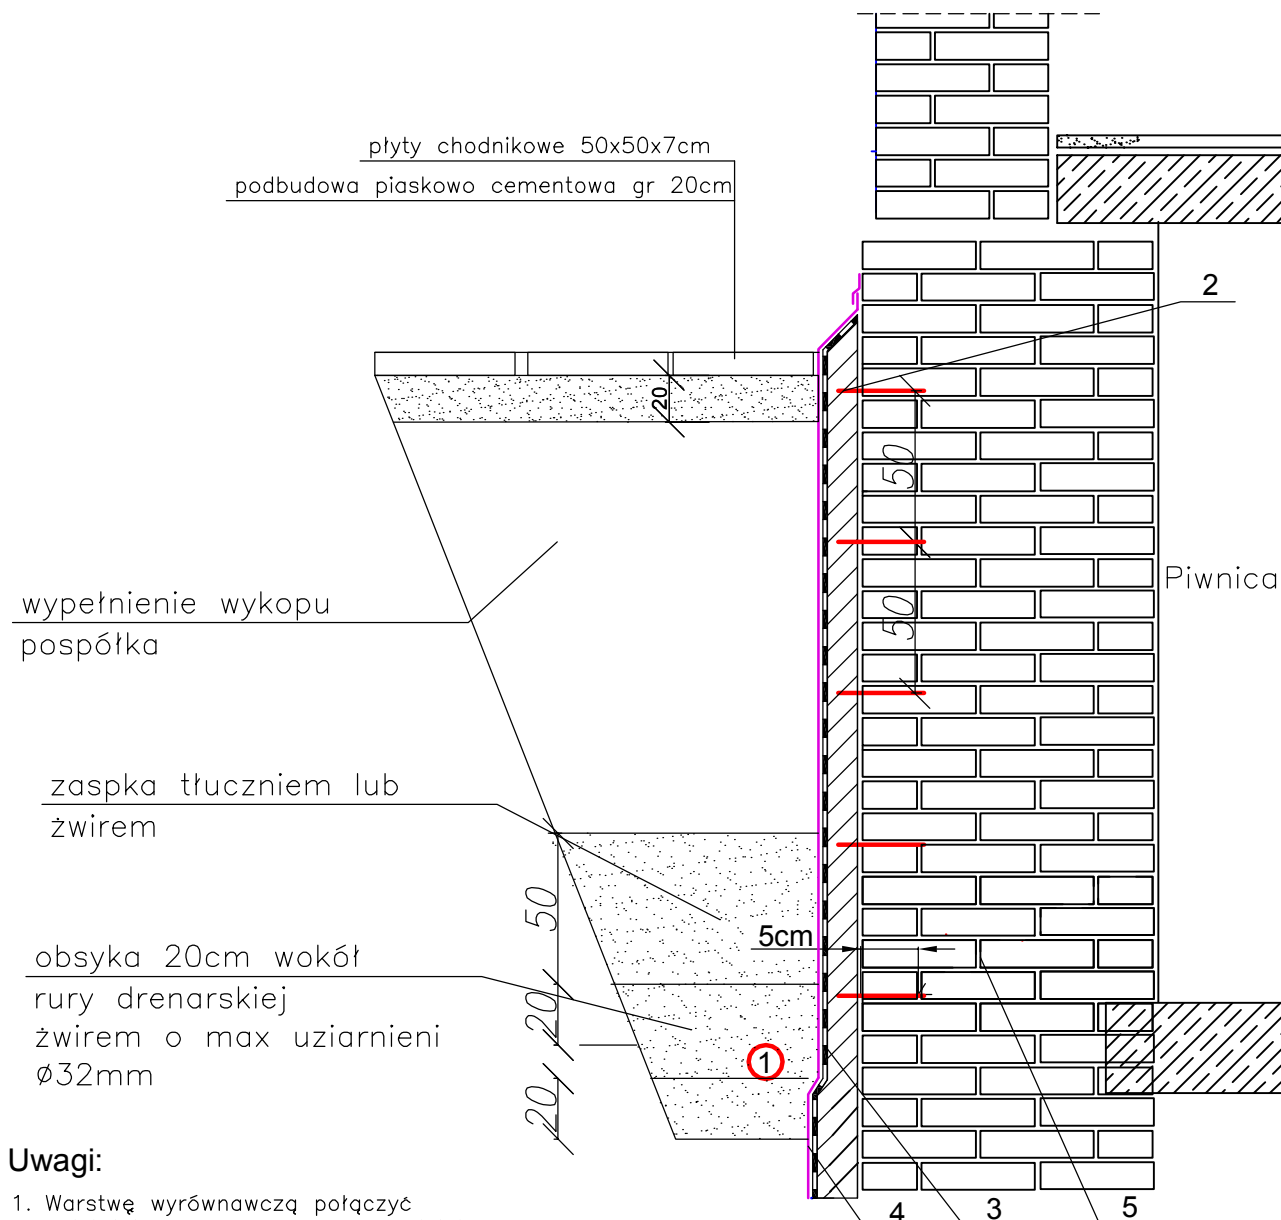 płyty chodnikowe 50x50x7cm
podbudowa piaskowo cementowa gr 20cm
2
20
50
50
Piwnica
wypełnienie wykopu
pospółka
zaspka tłuczniem lub
żwirem
50
5cm
obsyka 20cm wokół
rury drenarskiej
żwirem o max uziarnieni
Ø32mm
20
1
20
Uwagi:
1. Warstwę wyrównawczą połączyć
4
3
5